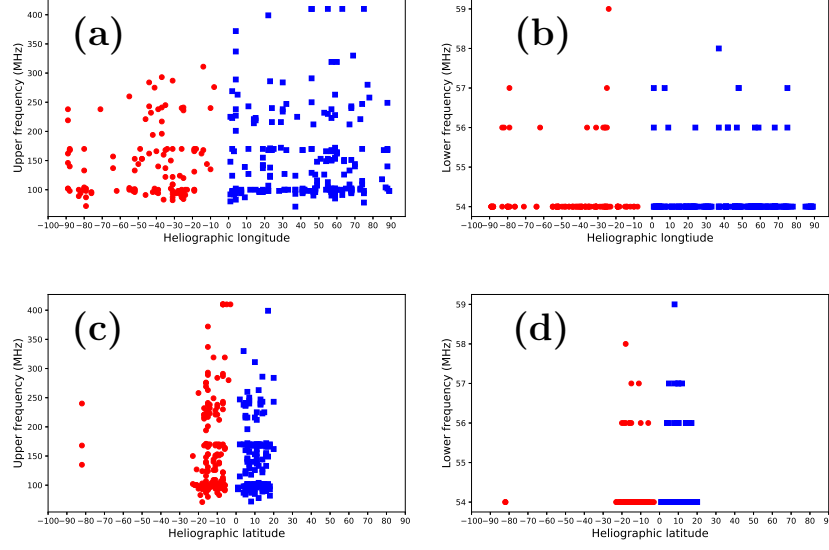 (a)
400
350
300
250
200
150
100
Upper frequency (MHz)
−100−90−80−70−60−50−40−30−20−10 0 10 20 30 40 50 60 70 80 90
Heliographic longitude
(b)
59
58
57
56
55
54
Lower frequency (MHz)
−100−90−80−70−60−50−40−30−20−10 0 10 20 30 40 50 60 70 80 90
Heliographic longtiude
(c)
400
350
300
250
200
150
100
Upper frequency (MHz)
−100−90−80−70−60−50−40−30−20−10 0 10 20 30 40 50 60 70 80 90
Heliographic latitude
(d)
59
58
57
56
55
54
Lower frequency (MHz)
−100−90−80−70−60−50−40−30−20−10 0 10 20 30 40 50 60 70 80 90
Heliographic latitude